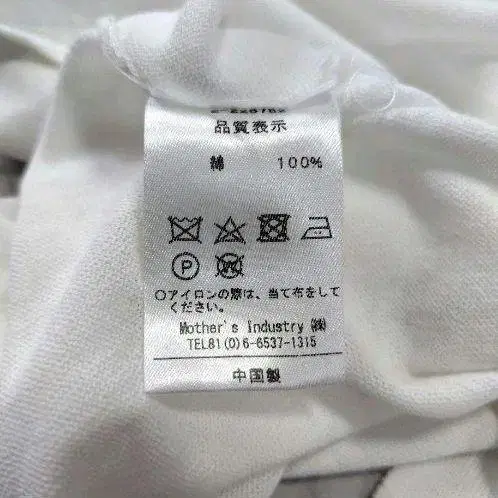 品質表示
綿 100%
P W
○アイロンの際は、当て布をして
ください。
Mother's Industry ㈱
TEL81(0)6-6537-1315
中国製